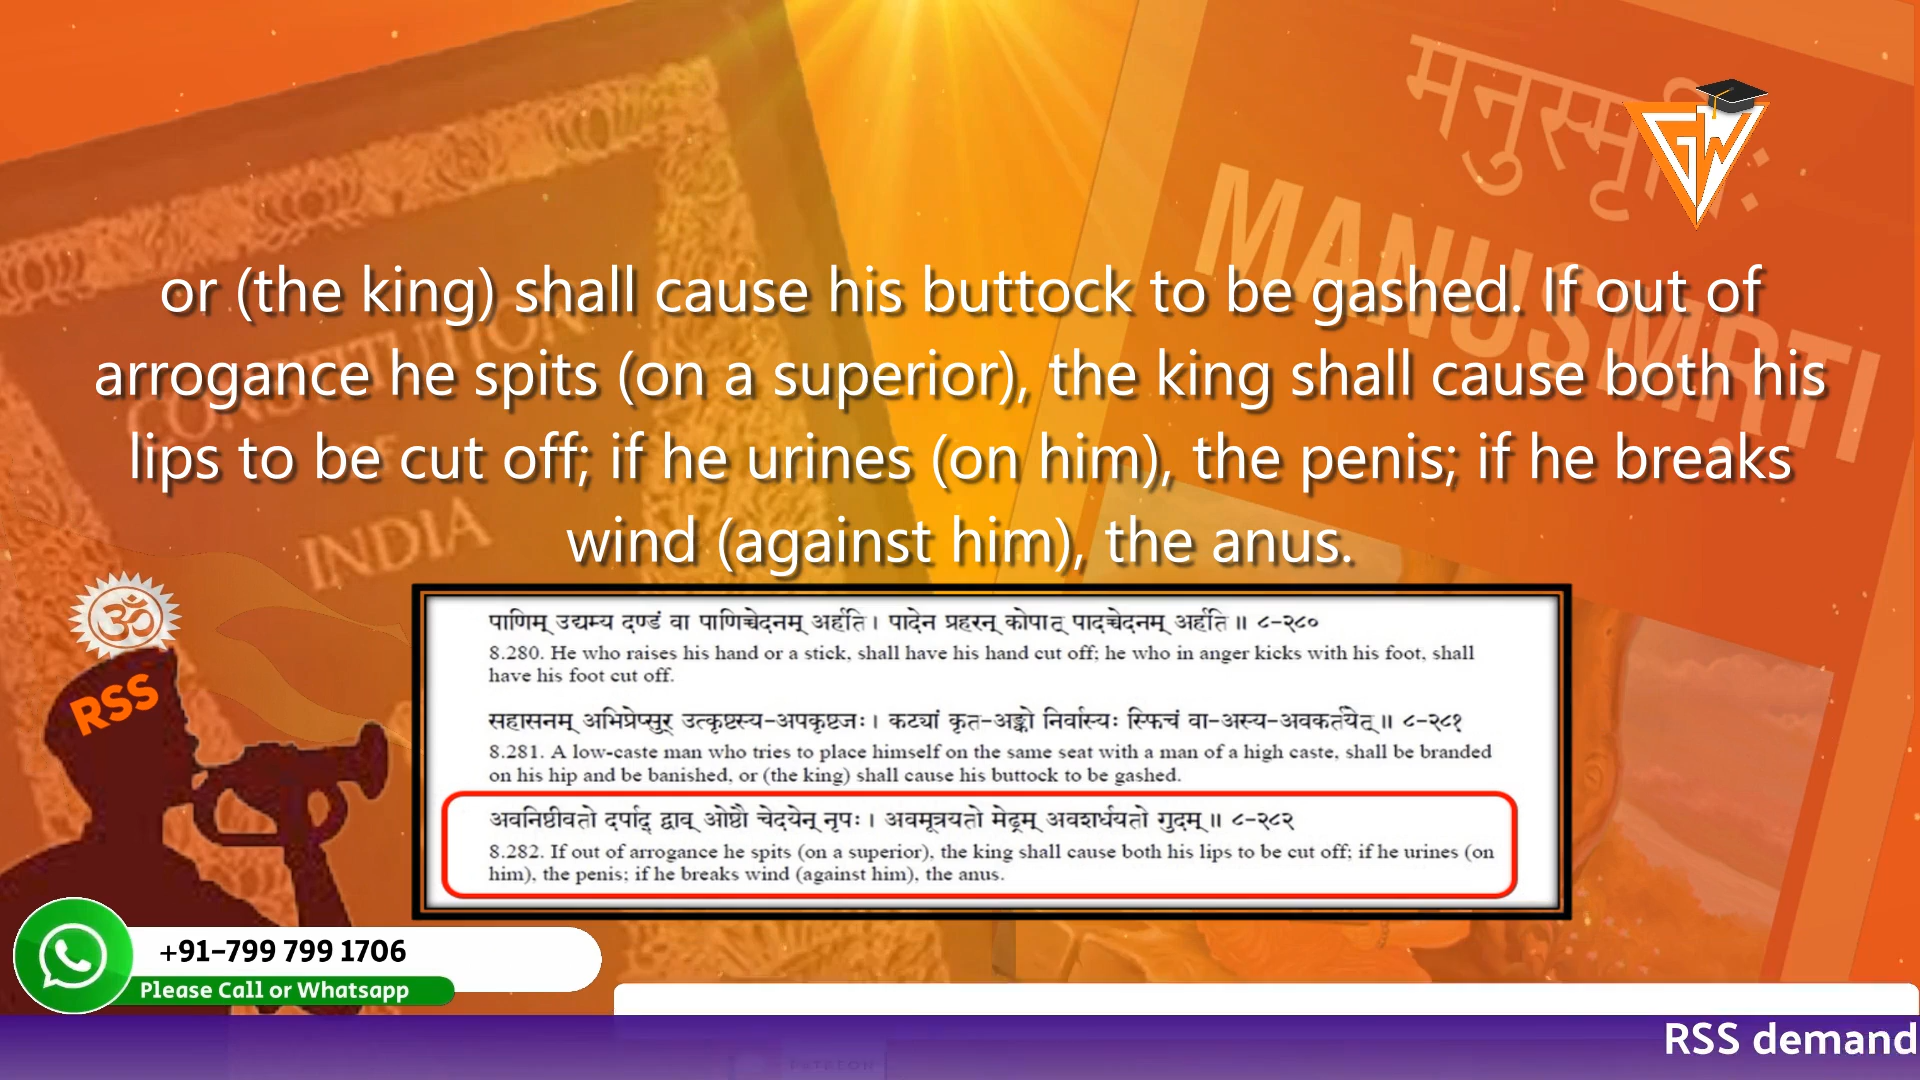 मनुस्मृतिः
MANUSMRTI
GW
CONSTITUTION
OF
INDIA
or (the king) shall cause his buttock to be gashed. If out of
arrogance he spits (on a superior), the king shall cause both his
lips to be cut off; if he urines (on him), the penis; if he breaks
wind (against him), the anus.
ॐ
RSS
पाणिम् उद्यम्य दण्डं वा पाणिच्चेदनम् अर्हति । पादेन प्रहरन् कोपात् पादच्चेदनम् अर्हति ॥ ८-२८०
8.280. He who raises his hand or a stick, shall have his hand cut off; he who in anger kicks with his foot, shall
have his foot cut off.
सहासनम् अभिप्रेप्सुर् उत्कृष्टस्य-अपकृष्टजः । कट्यां कृत-अङ्को निर्वास्यः स्फिचं वा-अस्य-अवकर्तयेत् ॥ ८-२८१
8.281. A low-caste man who tries to place himself on the same seat with a man of a high caste, shall be branded
on his hip and be banished, or (the king) shall cause his buttock to be gashed.
अवनिष्ठीवतो दर्पाद् द्वाव् ओष्ठौ चेदयेन् नृपः । अवमूत्रयतो मेढ्रम् अवशर्धयतो गुदम् ॥ ८-२८२
8.282. If out of arrogance he spits (on a superior), the king shall cause both his lips to be cut off; if he urines (on
him), the penis; if he breaks wind (against him), the anus.
+91-799 799 1706
Please Call or Whatsapp
RSS demand
PATREON